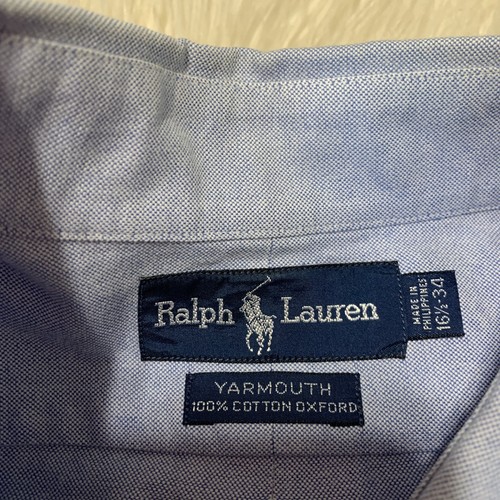 Ralph Lauren
MADE IN
PHILIPPINES
16½-34
YARMOUTH
100% COTTON OXFORD